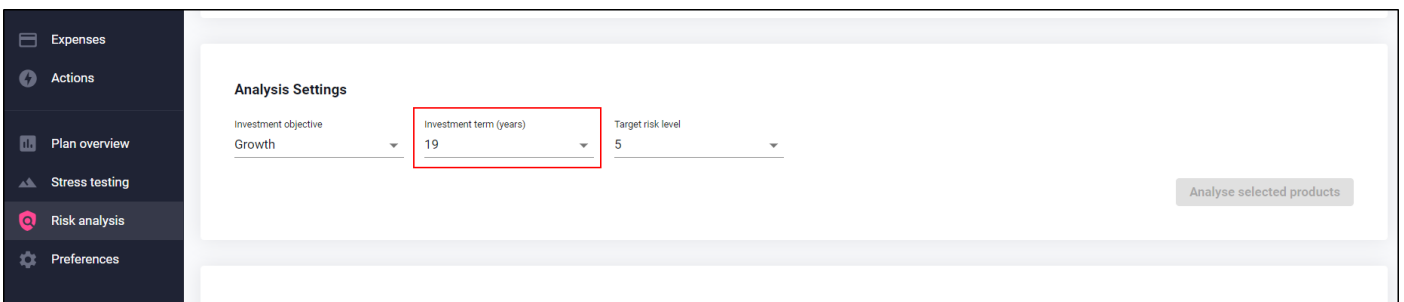 Expenses
Actions
Plan overview
Stress testing
Risk analysis
Preferences
Analysis Settings
Investment objective
Growth
Investment term (years)
19
Target risk level
5
Analyse selected products